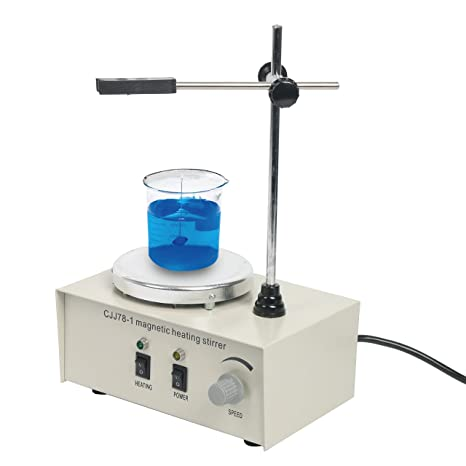 CJJ78-1 magnetic heating stirrer
HEATING
POWER
SPEED